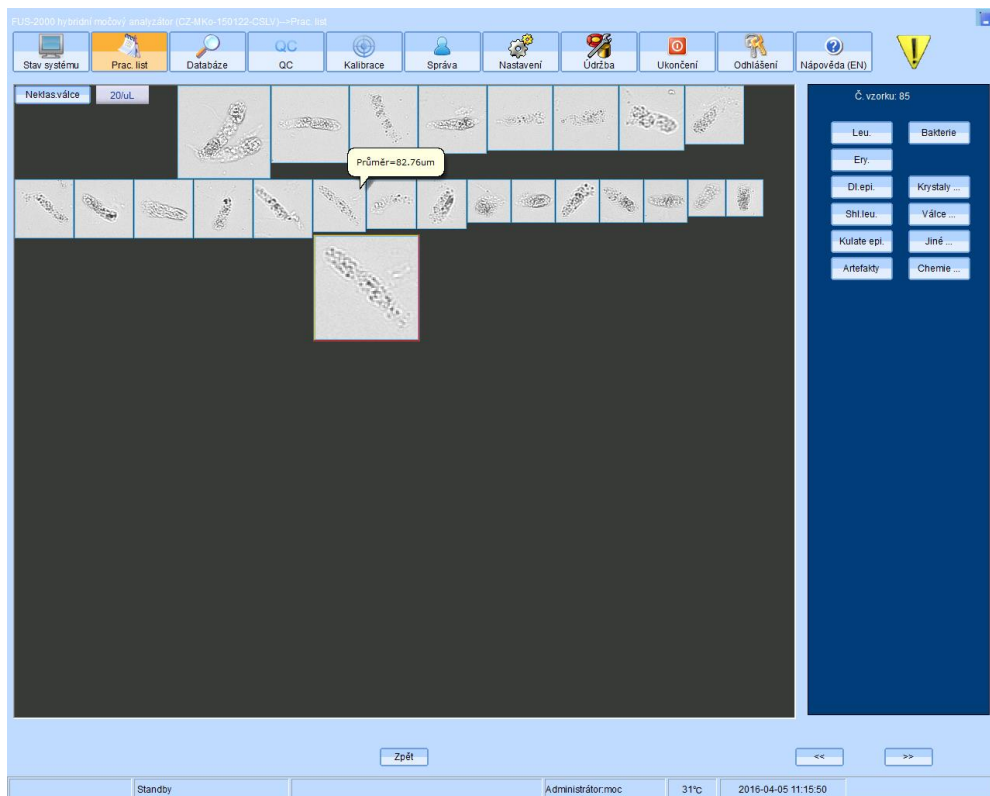 FUS-2000 hybridní močový analyzátor (CZ-MKo-150122-CSLV)-->Prac. list
Stav systému Prac. list Databáze QC QC Kalibrace Správa Nastavení Údržba Ukončení Odhlášení Nápověda (EN)
Neklas.válce 20/uL
Č. vzorku: 85
Leu. Bakterie
Ery.
Průměr=82.76um
Dl.epi. Krystaly ...
Shl.leu. Válce ...
Kulate epi. Jiné ...
Artefakty Chemie ...
Zpět << >>
Standby Administrátor:moc 31°C 2016-04-05 11:15:50